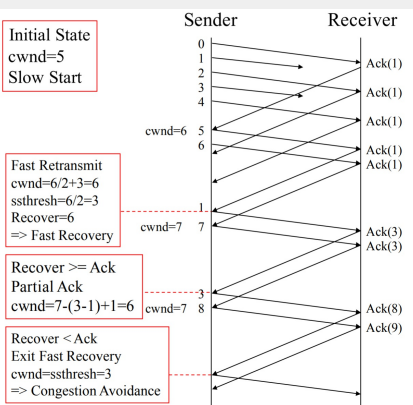 Sender
Receiver
Initial State
cwnd=5
Slow Start
0
1
2
3
4
cwnd=6 5
6
Ack(1)
Ack(1)
Ack(1)
Ack(1)
Ack(1)
Fast Retransmit
cwnd=6/2+3=6
ssthresh=6/2=3
Recover=6
=> Fast Recovery
1
cwnd=7 7
Ack(3)
Ack(3)
Recover >= Ack
Partial Ack
cwnd=7-(3-1)+1=6
3
cwnd=7 8
Ack(8)
Ack(9)
Recover < Ack
Exit Fast Recovery
cwnd=ssthresh=3
=> Congestion Avoidance